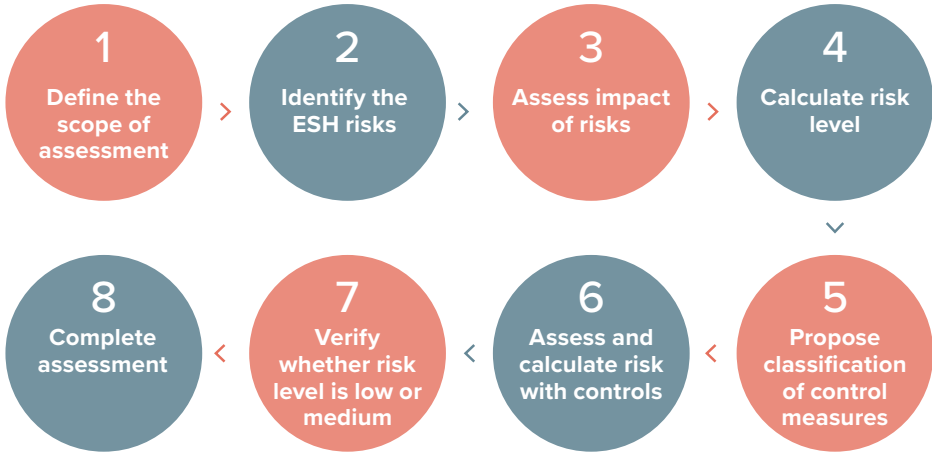 1
Define the
scope of
assessment
2
Identify the
ESH risks
3
Assess impact
of risks
4
Calculate risk
level
5
Propose
classification
of control
measures
6
Assess and
calculate risk
with controls
7
Verify
whether risk
level is low or
medium
8
Complete
assessment